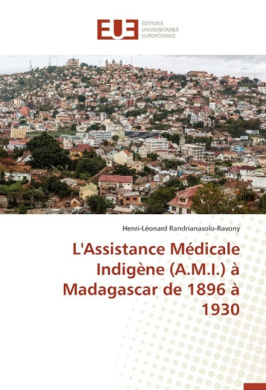 EUE
ÉDITIONS
UNIVERSITAIRES
EUROPÉENNES
Henri-Léonard Randrianasolo-Ravony
L'Assistance Médicale
Indigène (A.M.I.) à
Madagascar de 1896 à
1930